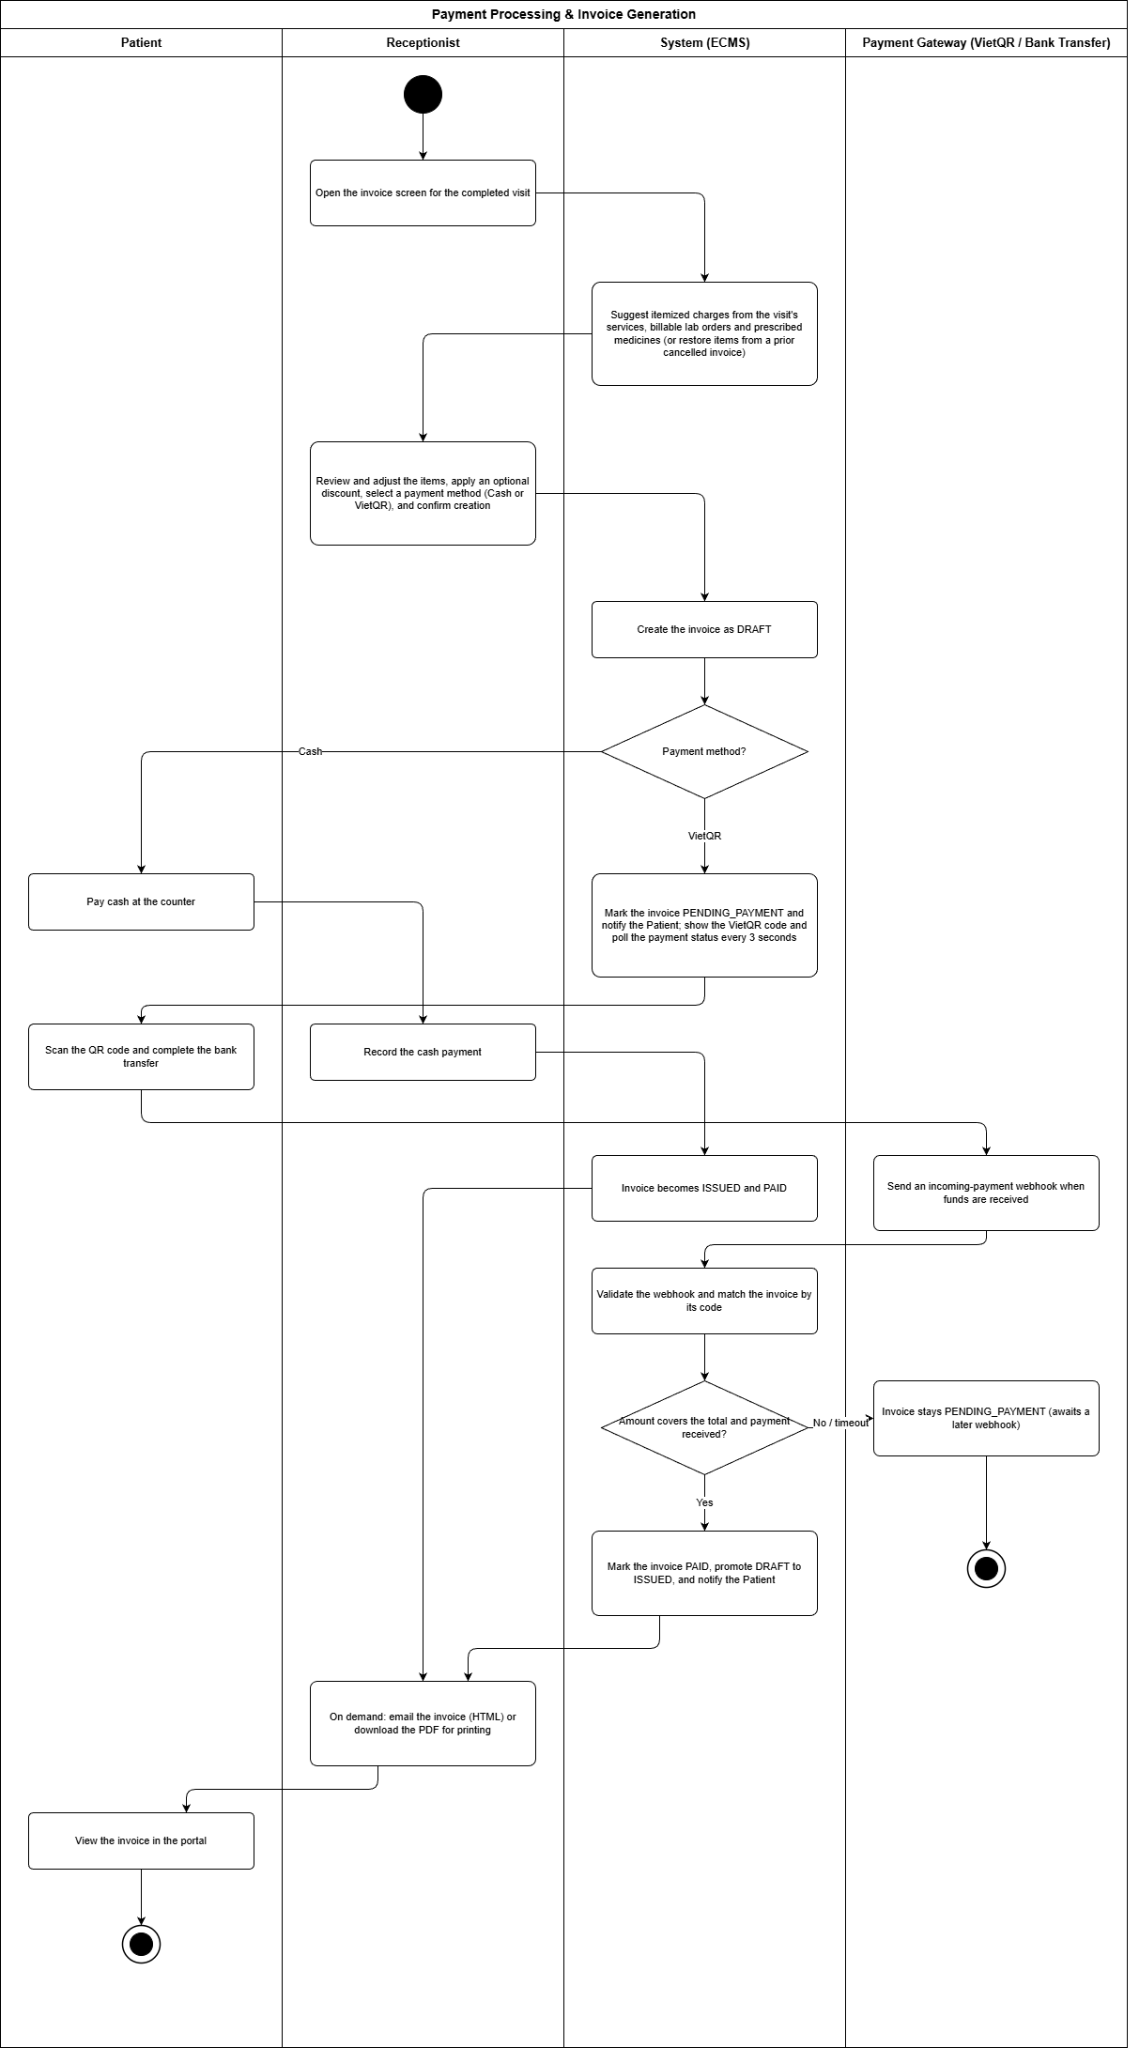 Payment Processing & Invoice Generation
Patient
Receptionist
System (ECMS)
Payment Gateway (VietQR / Bank Transfer)
Open the invoice screen for the completed visit
Suggest itemized charges from the visit's
services, billable lab orders and prescribed
medicines (or restore items from a prior
cancelled invoice)
Review and adjust the items, apply an optional
discount, select a payment method (Cash or
VietQR), and confirm creation
Create the invoice as DRAFT
Payment method?
Cash
VietQR
Pay cash at the counter
Mark the invoice PENDING_PAYMENT and
notify the Patient; show the VietQR code and
poll the payment status every 3 seconds
Scan the QR code and complete the bank
transfer
Record the cash payment
Invoice becomes ISSUED and PAID
Send an incoming-payment webhook when
funds are received
Validate the webhook and match the invoice by
its code
Amount covers the total and payment
received?
No / timeout
Invoice stays PENDING_PAYMENT (awaits a
later webhook)
Yes
Mark the invoice PAID, promote DRAFT to
ISSUED, and notify the Patient
On demand: email the invoice (HTML) or
download the PDF for printing
View the invoice in the portal